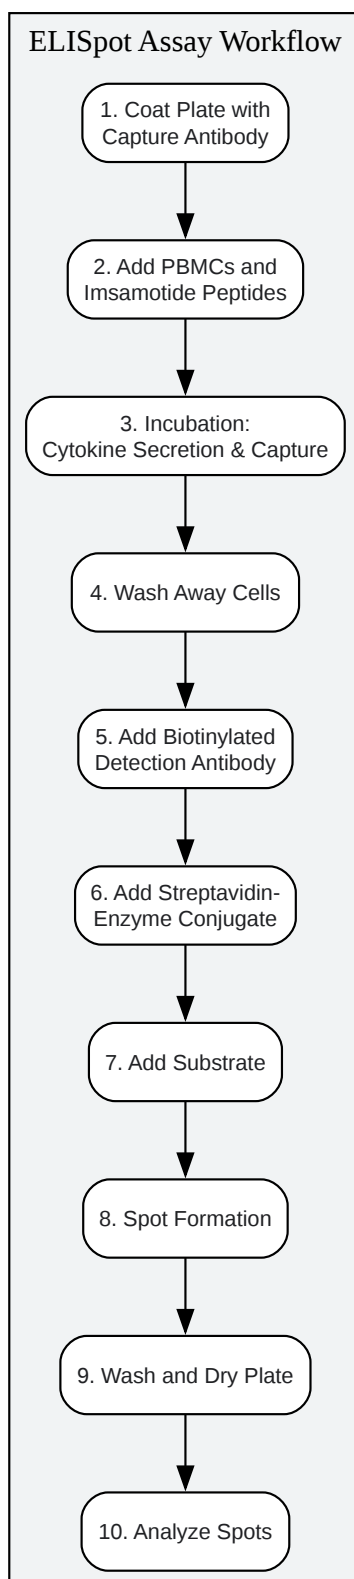 ELISpot Assay Workflow
1. Coat Plate with
Capture Antibody
2. Add PBMCs and
Imsamotide Peptides
3. Incubation:
Cytokine Secretion & Capture
4. Wash Away Cells
5. Add Biotinylated
Detection Antibody
6. Add Streptavidin-
Enzyme Conjugate
7. Add Substrate
8. Spot Formation
9. Wash and Dry Plate
10. Analyze Spots